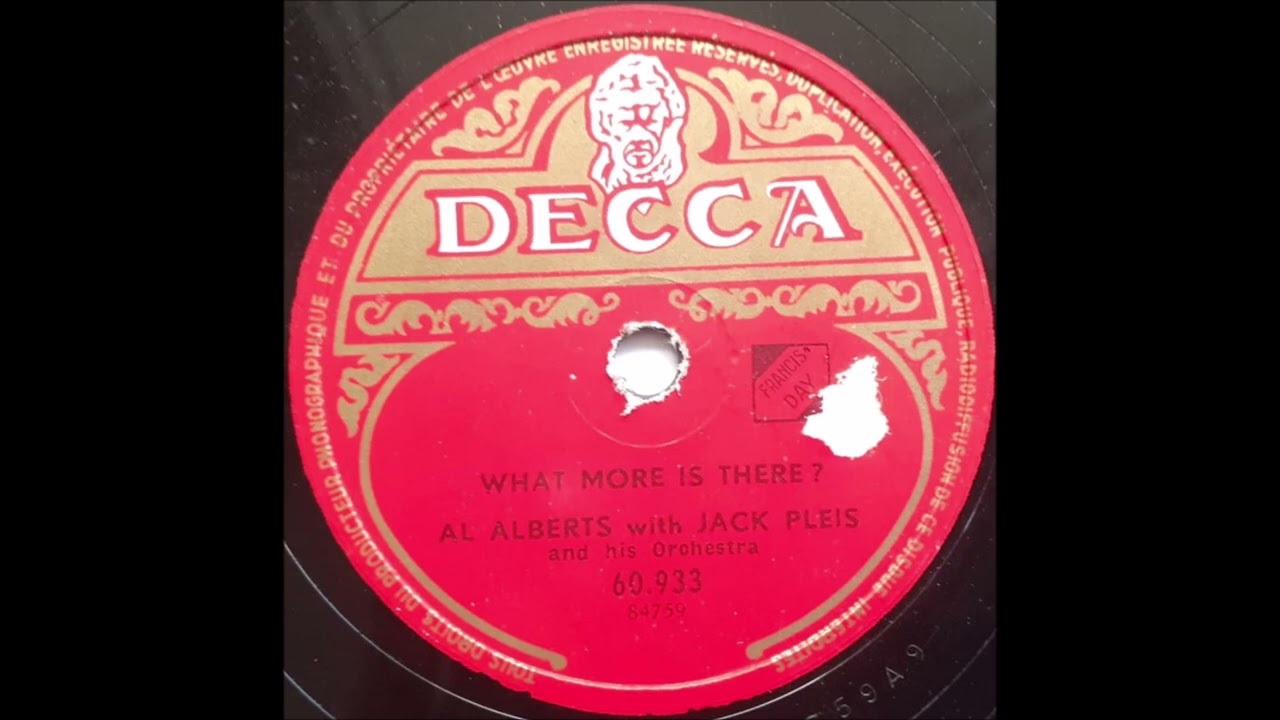 TOUS DROITS DU PRODUCTEUR PHONOGRAPHIQUE ET DU PROPRIÉTAIRE DE L'ŒUVRE ENREGISTRÉE RÉSERVÉS, DUPLICATION, EXÉCUTION PUBLIQUE, RADIODIFFUSION DE CE DISQUE INTERDITES
DECCA
FRANCIS'
DAY
WHAT MORE IS THERE?
AL ALBERTS with JACK PLEIS
and his Orchestra
60.933
84759
59A9